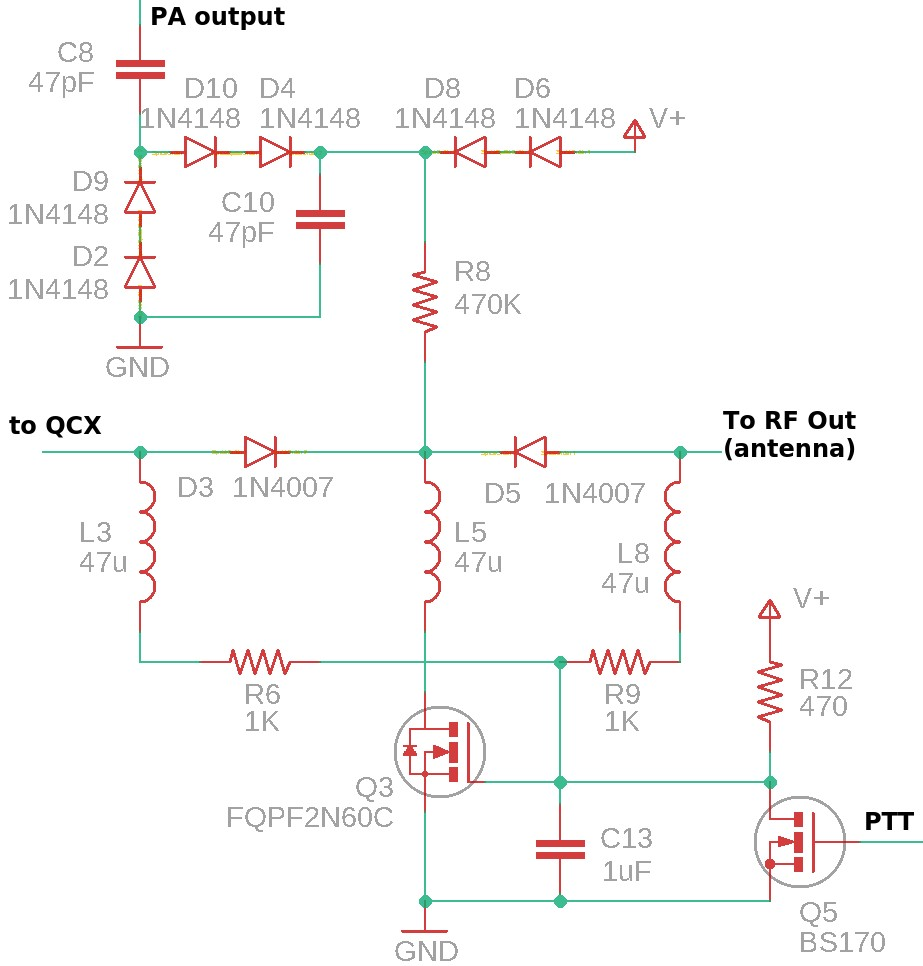 PA output
C8
47pF
D10
1N4148
D4
1N4148
D8
1N4148
D6
1N4148
V+
D9
1N4148
C10
47pF
D2
1N4148
R8
470K
GND
to QCX
To RF Out
(antenna)
D3 1N4007
D5 1N4007
L3
47u
L5
47u
L8
47u
V+
R6
1K
R9
1K
R12
470
Q3
FQPF2N60C
PTT
C13
1uF
Q5
BS170
GND